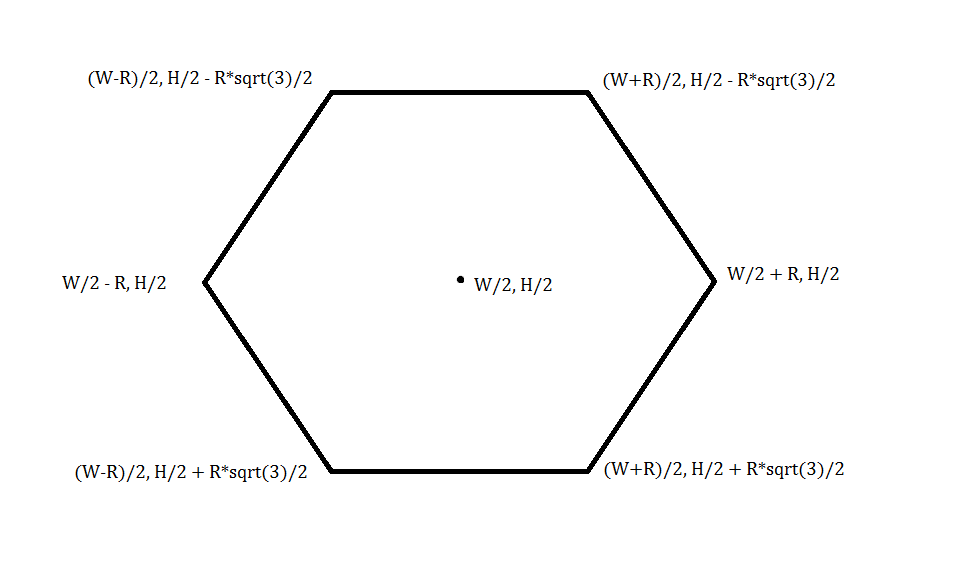 (W-R)/2, H/2 - R*sqrt(3)/2
(W+R)/2, H/2 - R*sqrt(3)/2
W/2 - R, H/2
W/2, H/2
W/2 + R, H/2
(W-R)/2, H/2 + R*sqrt(3)/2
(W+R)/2, H/2 + R*sqrt(3)/2